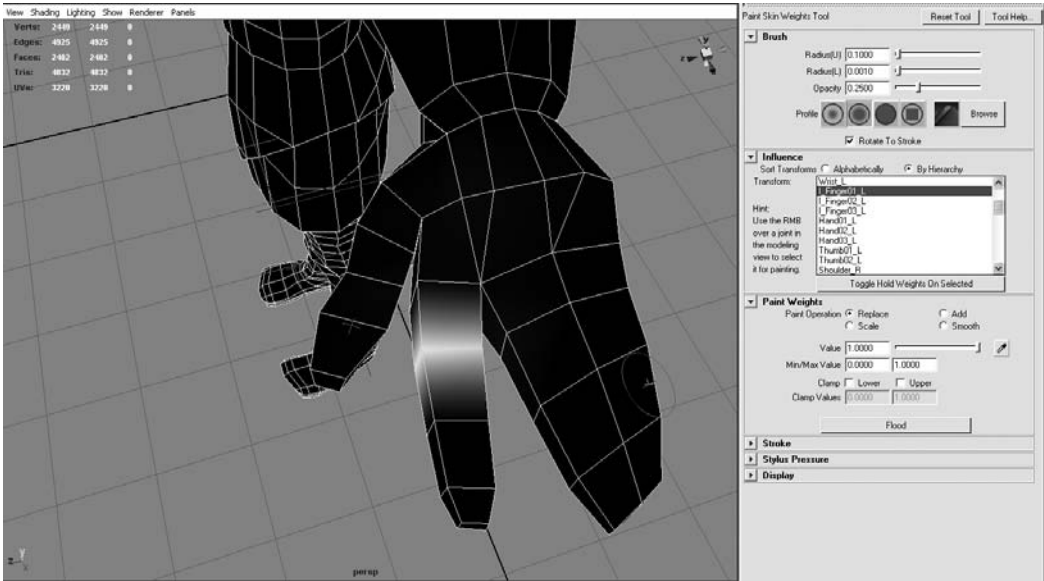 View Shading Lighting Show Renderer Panels
Verts: 2449 2449 0
Edges: 4925 4925 0
Faces: 2482 2482 0
Tris: 4832 4832 0
UVs: 3220 3220 0
y
z
z
y
x
persp
Paint Skin Weights Tool Reset Tool Tool Help...
Brush
Radius(U) 0.1000
Radius(L) 0.0010
Opacity 0.2500
Profile Browse
Rotate To Stroke
Influence
Sort Transforms Alphabetically By Hierarchy
Transform: Wrist_L
I_Finger01_L
I_Finger02_L
I_Finger03_L
Hand01_L
Hand02_L
Hand03_L
Thumb01_L
Thumb02_L
Shoulder_R
Hint:
Use the RMB
over a joint in
the modeling
view to select
it for painting.
Toggle Hold Weights On Selected
Paint Weights
Paint Operation Replace Add
Scale Smooth
Value 1.0000
Min/Max Value 0.0000 1.0000
Clamp Lower Upper
Clamp Values 0.0000 1.0000
Flood
Stroke
Stylus Pressure
Display